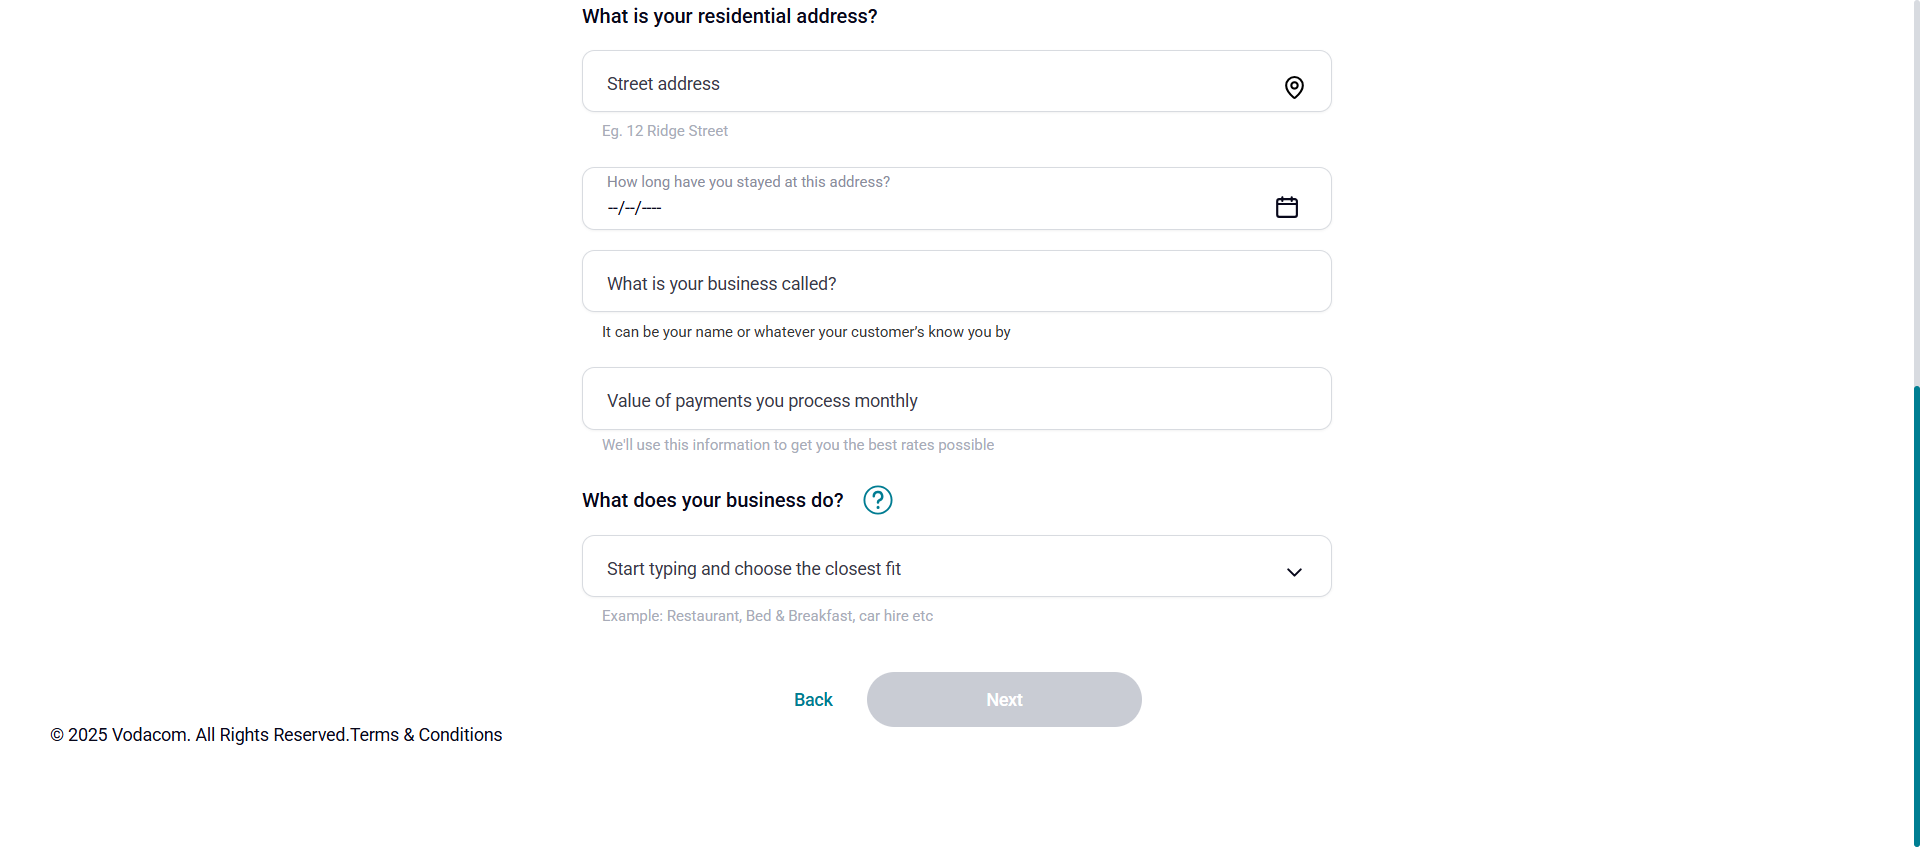 What is your residential address?
Street address
Eg. 12 Ridge Street
How long have you stayed at this address?
--/--/----
What is your business called?
It can be your name or whatever your customer's know you by
Value of payments you process monthly
We'll use this information to get you the best rates possible
What does your business do?
Start typing and choose the closest fit
Example: Restaurant, Bed & Breakfast, car hire etc
Back
Next
© 2025 Vodacom. All Rights Reserved.Terms & Conditions